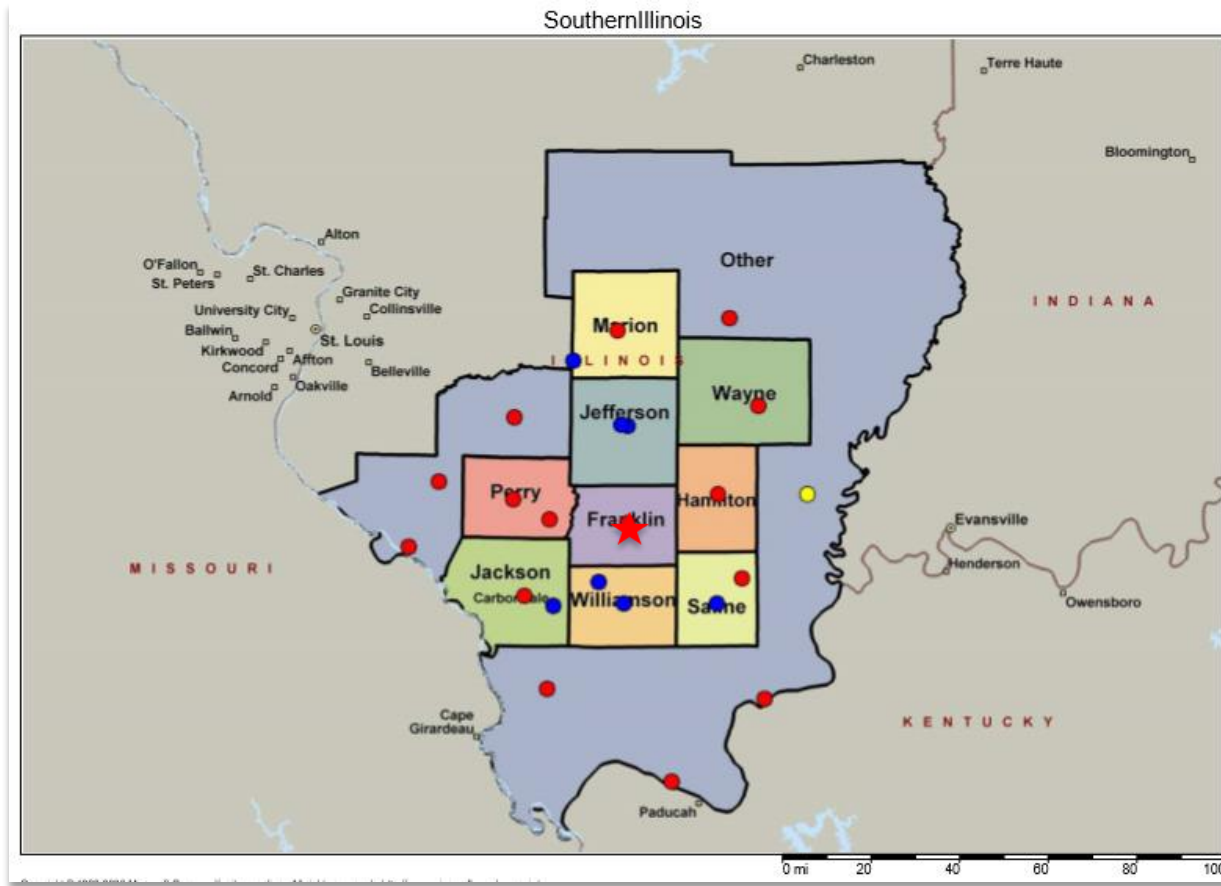 SouthernIllinois
Charleston
Terre Haute
Bloomington
Alton
Other
O'Fallon
St. Charles
St. Peters
Granite City
INDIANA
University City
Collinsville
Marion
Ballwin
St. Louis
Kirkwood
ILLINOIS
Affton
Concord
Belleville
Oakville
Arnold
Wayne
Jefferson
Perry
Hamilton
Franklin
Evansville
MISSOURI
Jackson
Henderson
Carbondale
Williamson
Saline
Owensboro
Cape
Girardeau
KENTUCKY
Paducah
0 mi 20 40 60 80 100